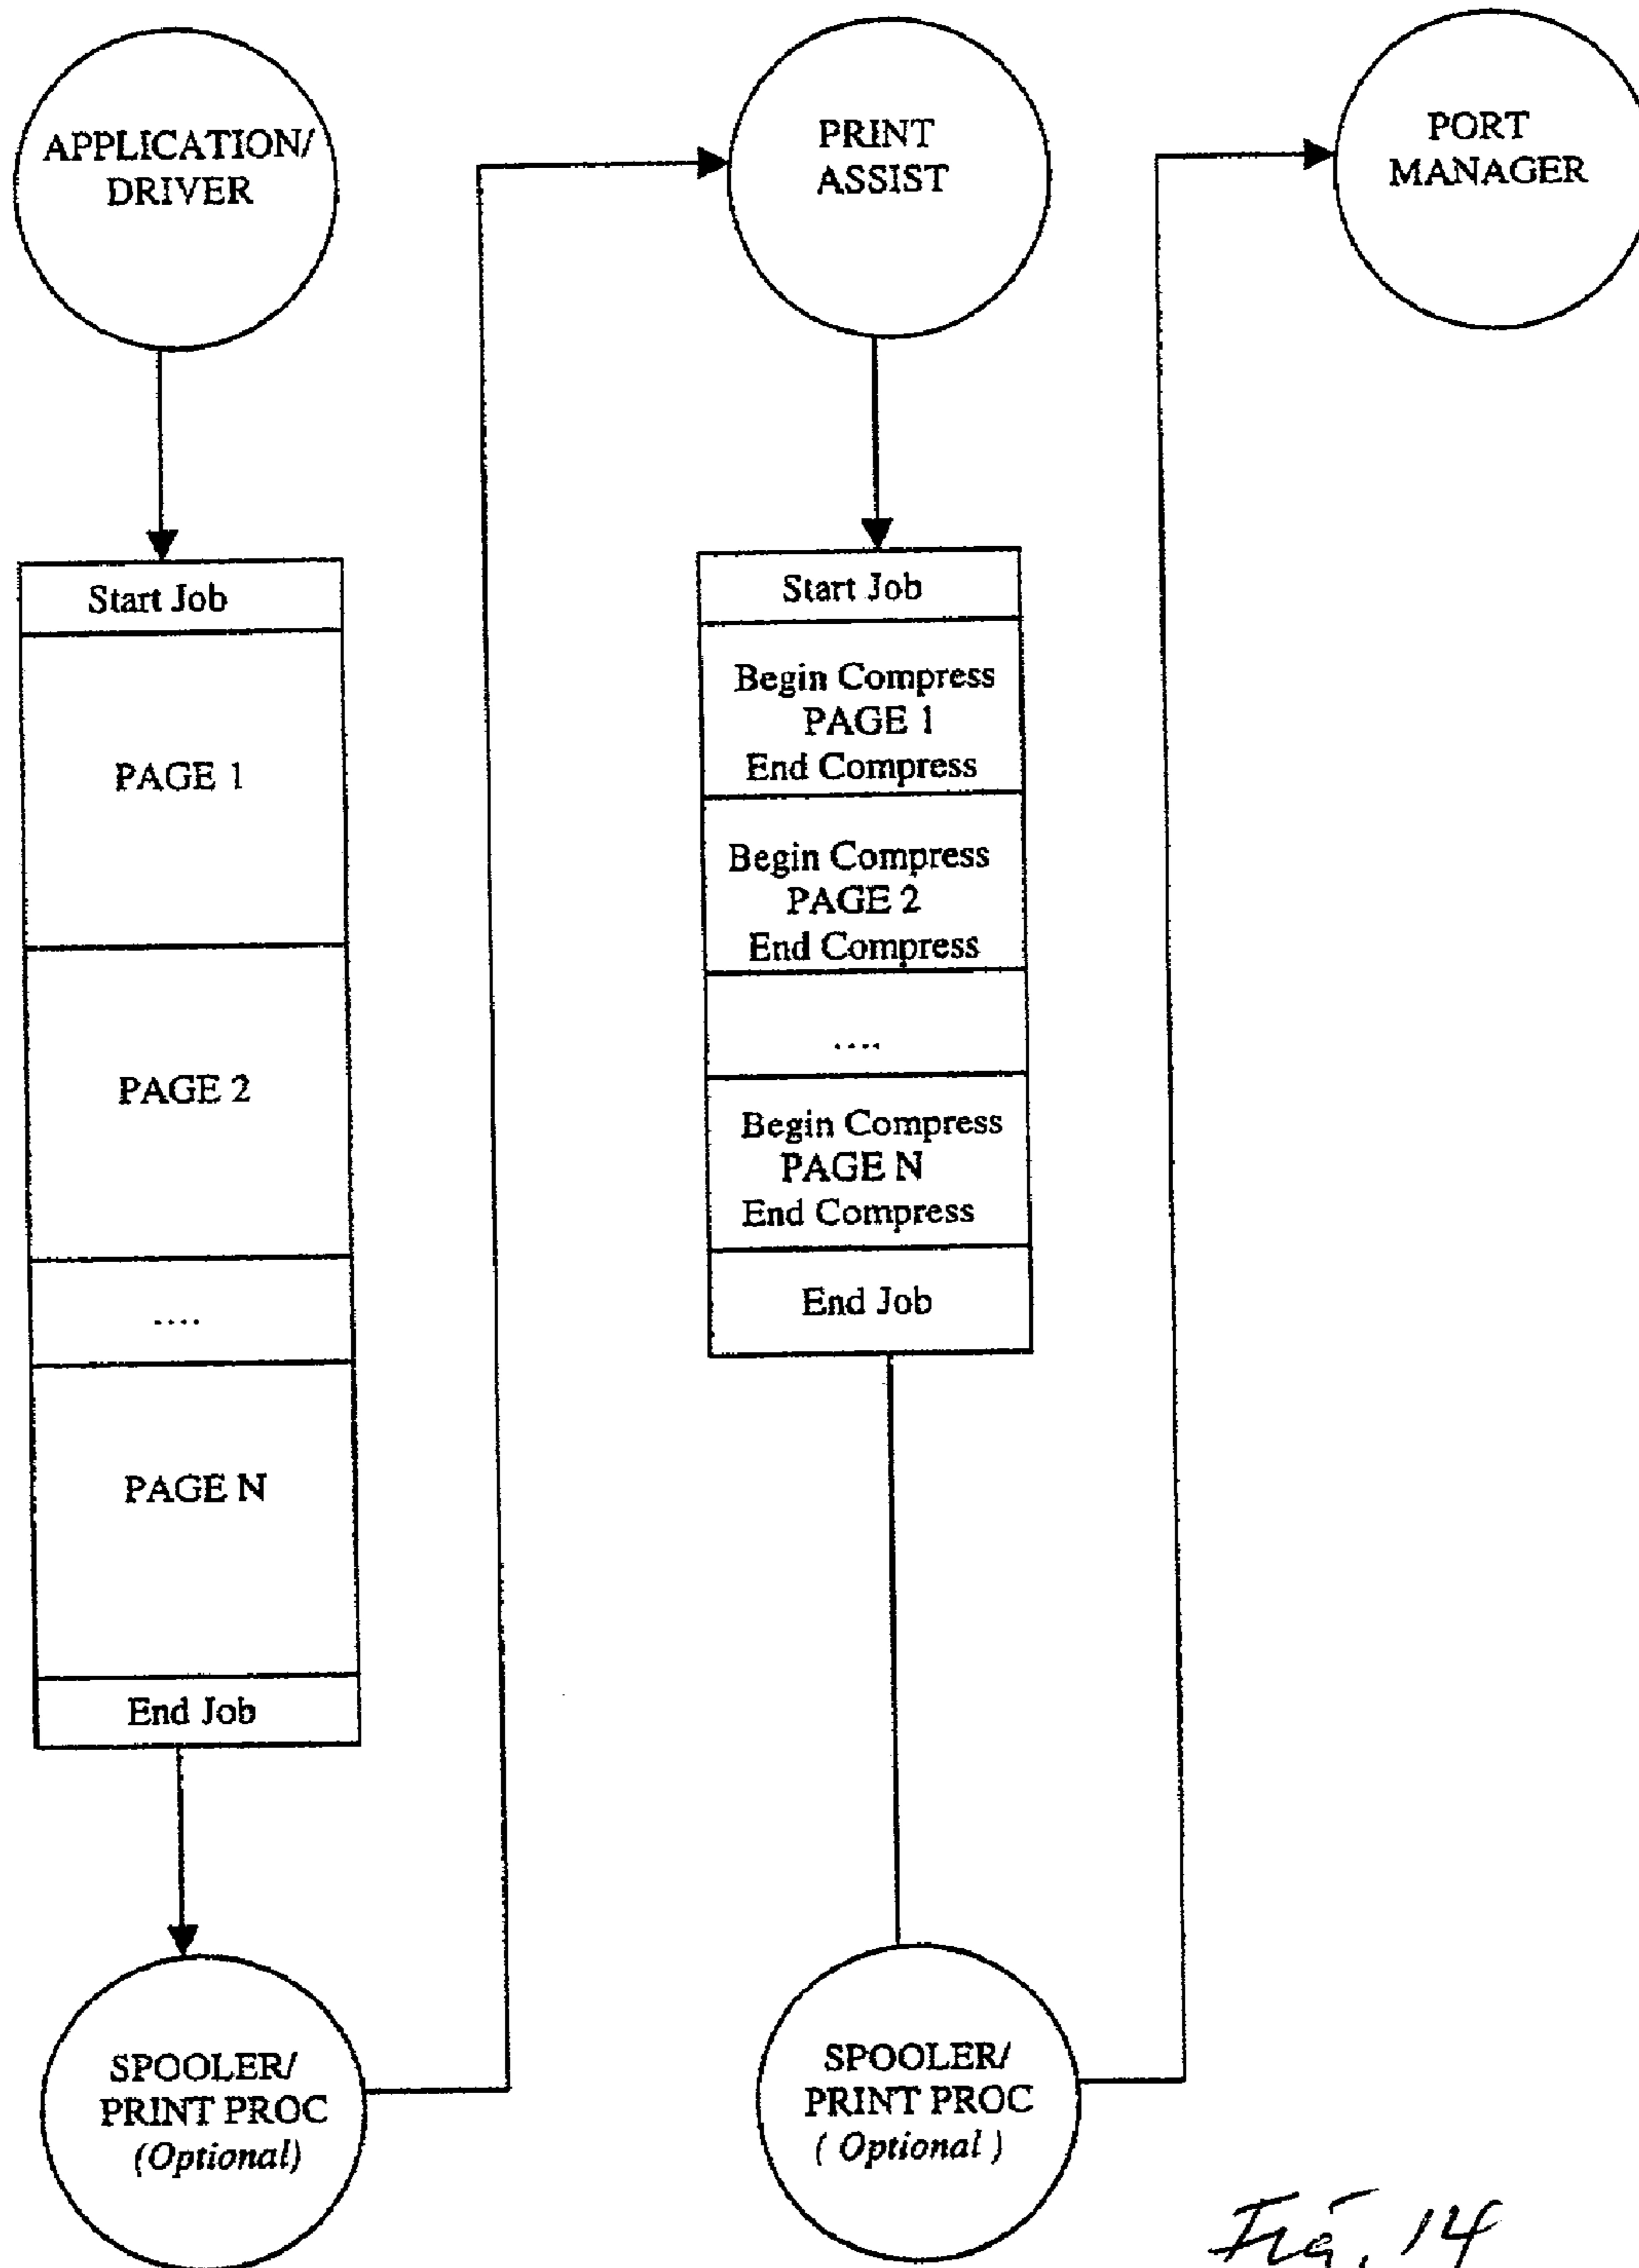 APPLICATION/
DRIVER
Start Job
PAGE 1
PAGE 2
....
PAGE N
End Job
SPOOLER/
PRINT PROC
(Optional)
PRINT
ASSIST
Start Job
Begin Compress
PAGE 1
End Compress
Begin Compress
PAGE 2
End Compress
....
Begin Compress
PAGE N
End Compress
End Job
SPOOLER/
PRINT PROC
( Optional )
PORT
MANAGER
Fig. 14